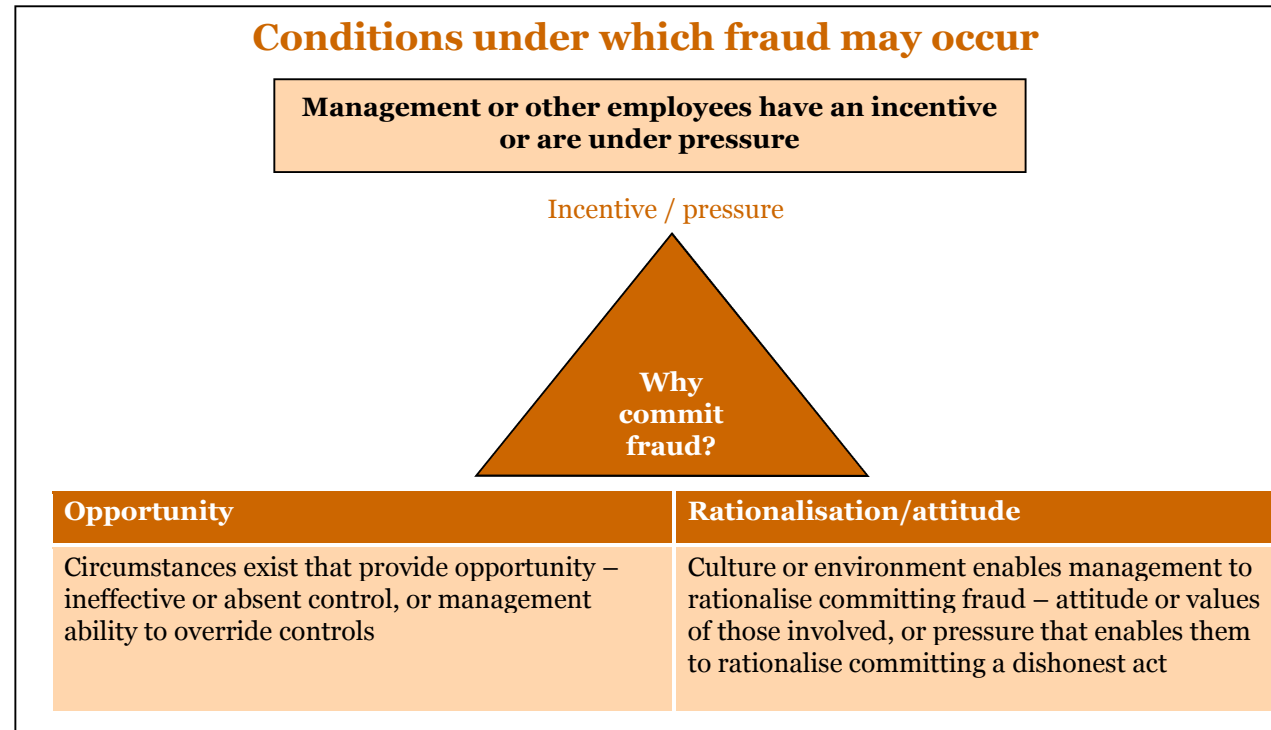 Conditions under which fraud may occur
Management or other employees have an incentive
or are under pressure
Incentive / pressure
Why
commit
fraud?
Opportunity
Rationalisation/attitude
Circumstances exist that provide opportunity –
ineffective or absent control, or management
ability to override controls
Culture or environment enables management to
rationalise committing fraud – attitude or values
of those involved, or pressure that enables them
to rationalise committing a dishonest act